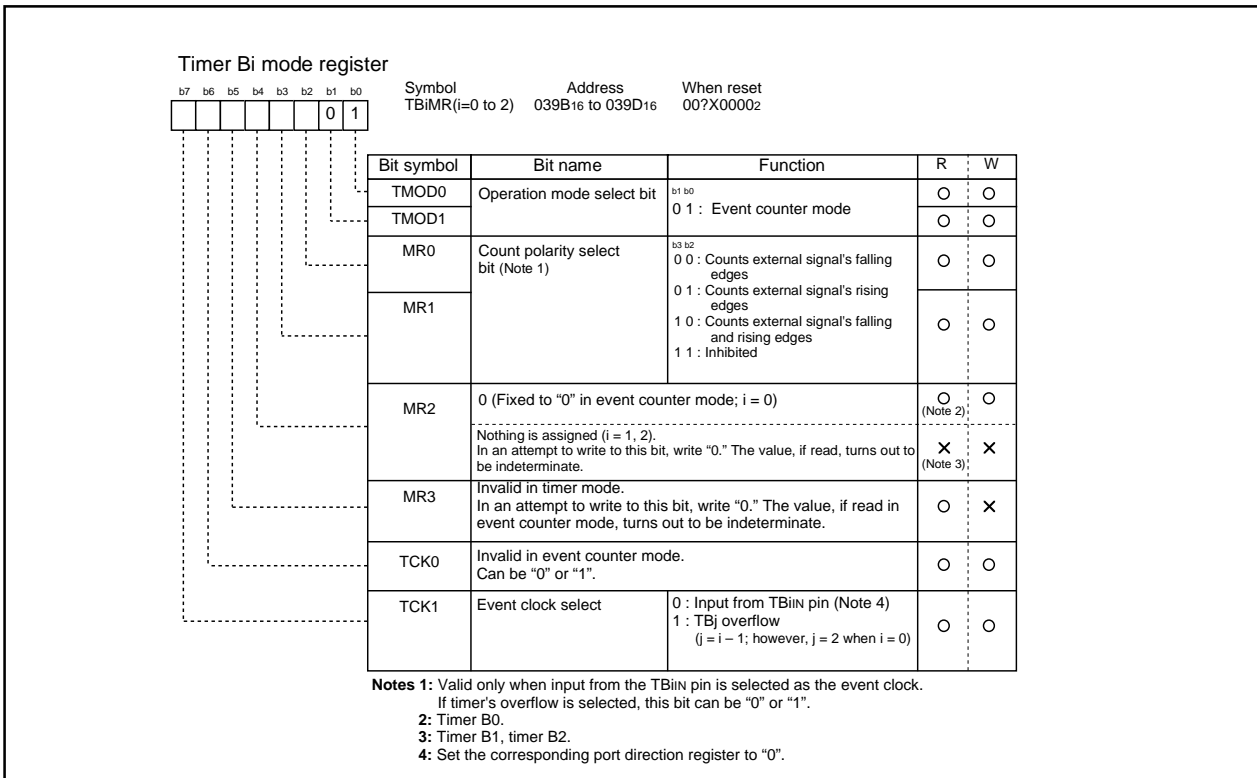 Timer Bi mode register
b7 b6 b5 b4 b3 b2 b1 b0
0 1
Symbol Address When reset
TBiMR(i=0 to 2) 039B16 to 039D16 00?X00002
Bit symbol Bit name Function R W
TMOD0 Operation mode select bit b1 b0
0 1 : Event counter mode
TMOD1
MR0 Count polarity select
bit (Note 1)
b3 b2
0 0 : Counts external signal's falling
edges
0 1 : Counts external signal's rising
edges
MR1
1 0 : Counts external signal's falling
and rising edges
1 1 : Inhibited
MR2 0 (Fixed to “0” in event counter mode; i = 0)
(Note 2)
Nothing is assigned (i = 1, 2).
In an attempt to write to this bit, write “0.” The value, if read, turns out to
be indeterminate.
(Note 3)
MR3 Invalid in timer mode.
In an attempt to write to this bit, write “0.” The value, if read in
event counter mode, turns out to be indeterminate.
TCK0 Invalid in event counter mode.
Can be “0” or “1”.
TCK1 Event clock select 0 : Input from TBiIN pin (Note 4)
1 : TBj overflow
(j = i – 1; however, j = 2 when i = 0)
Notes 1: Valid only when input from the TBiIN pin is selected as the event clock.
If timer's overflow is selected, this bit can be “0” or “1”.
2: Timer B0.
3: Timer B1, timer B2.
4: Set the corresponding port direction register to “0”.